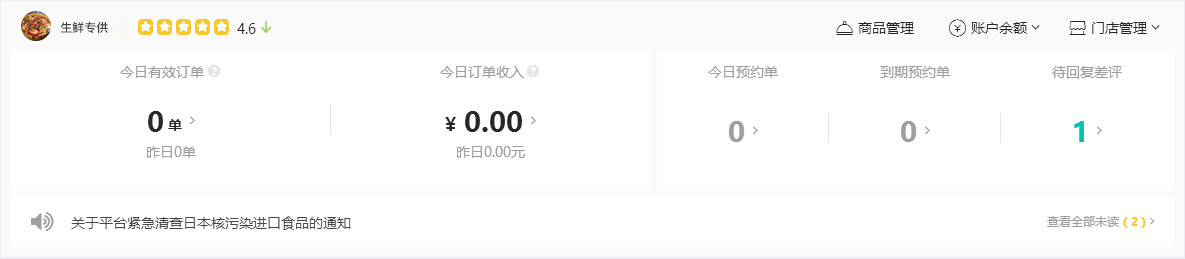 生鲜专供 4.6 商品管理 账户余额 门店管理
今日有效订单 今日订单收入 今日预约单 到期预约单 待回复差评
0 单 ¥ 0.00 0 0 1
昨日0单 昨日0.00元
关于平台紧急清查日本核污染进口食品的通知 查看全部未读 ( 2 )